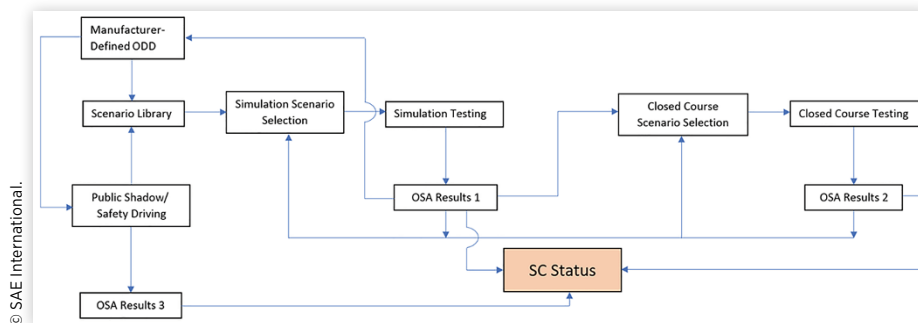 Manufacturer-
Defined ODD
Scenario Library
Simulation Scenario
Selection
Simulation Testing
Closed Course
Scenario Selection
Closed Course Testing
Public Shadow/
Safety Driving
OSA Results 1
OSA Results 2
SC Status
OSA Results 3
© SAE International.